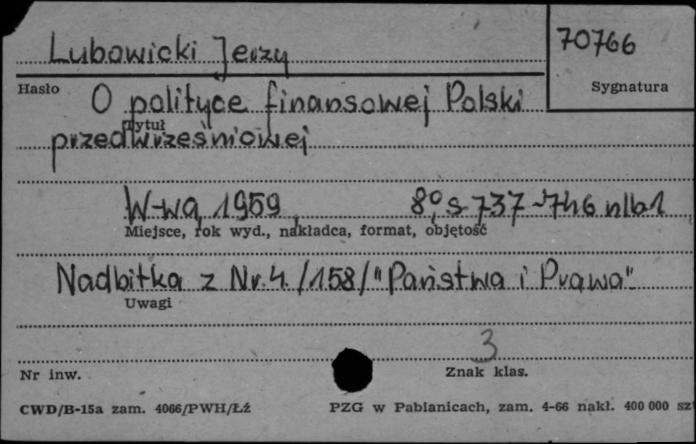 Lubowicki Jerzy
70766
Hasło
Sygnatura
O polityce finansowej Polski
Tytuł
przedwrześniowej
W-wa, 1959, 8°, s 737-746 nlb1
Miejsce, rok wyd., nakładca, format, objętość
Nadbitka z Nr. 4 /158/ "Państwa i Prawa"
Uwagi
3
Nr inw.
Znak klas.
CWD/B-15a zam. 4066/PWH/Łź
PZG w Pabianicach, zam. 4-66 nakł. 400 000 szt